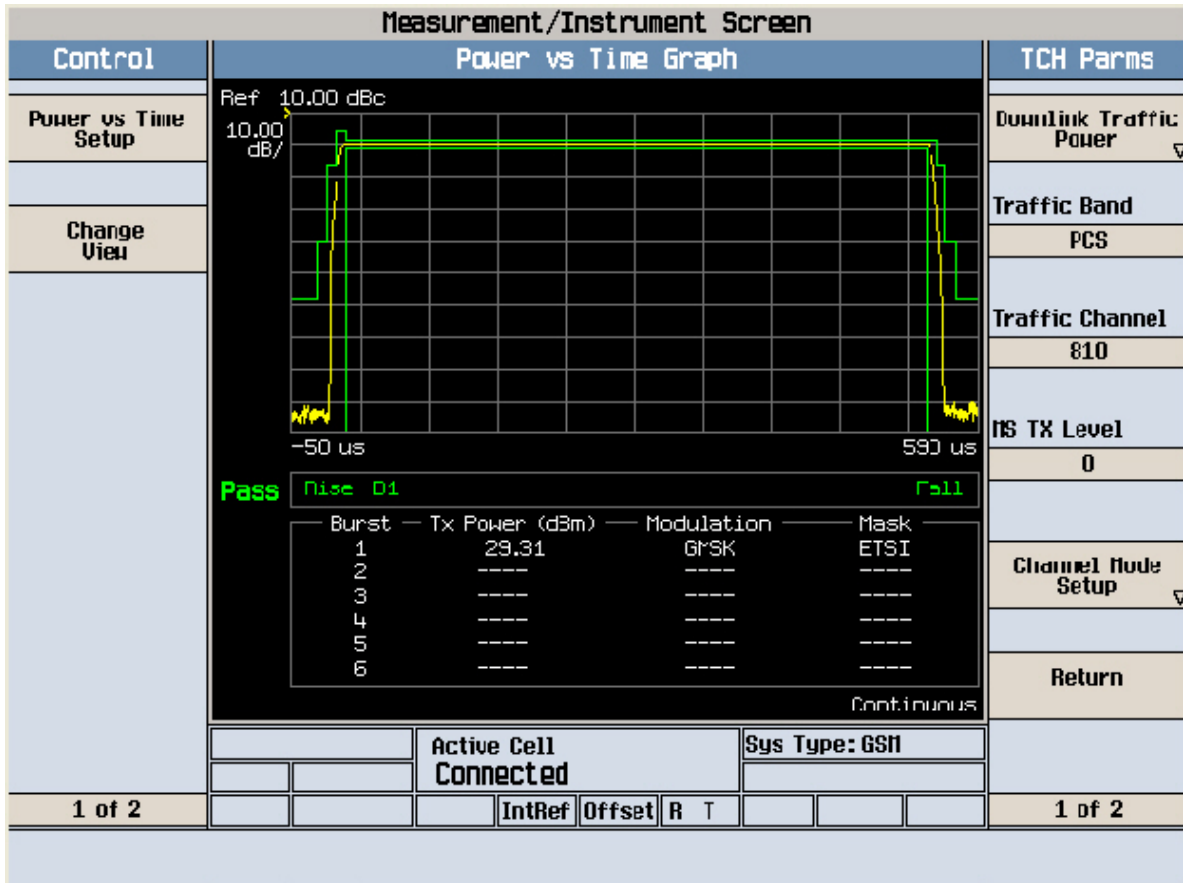 Measurement/Instrument Screen
Control
Power vs Time Graph
TCH Parms
Power vs Time
Setup
Change
View
1 of 2
Ref 10.00 dBc
10.00
dB/
-50 us
590 us
Pass
Rise B1
Fall
Burst
Tx Power (dBm)
Modulation
Mask
1 29.31 GMSK ETSI
2 ---- ---- ----
3 ---- ---- ----
4 ---- ---- ----
5 ---- ---- ----
6 ---- ---- ----
Continuous
Active Cell
Connected
Sys Type: GSM
IntRef
Offset
R T
Downlink Traffic
Power
Traffic Band
PCS
Traffic Channel
810
MS TX Level
0
Channel Mode
Setup
Return
1 of 2